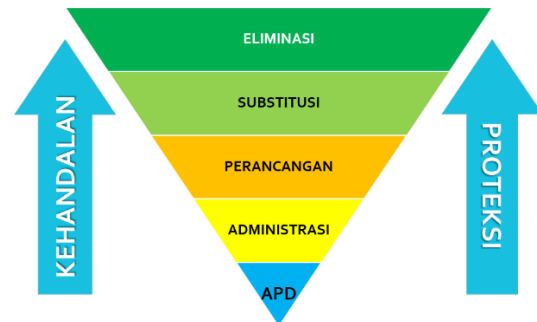 ELIMINASI
SUBSTITUSI
PERANCANGAN
ADMINISTRASI
APD
KEHANDALAN
PROTEKSI